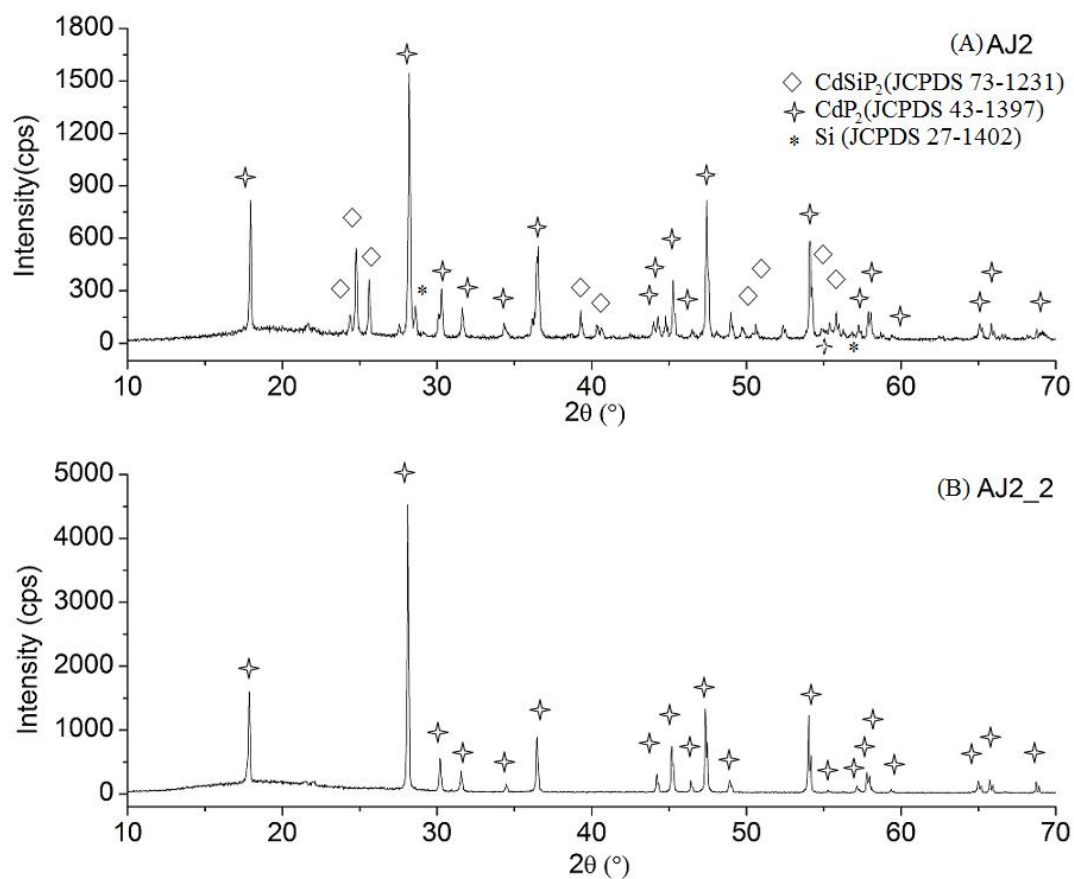 (A) AJ2
CdSiP2(JCPDS 73-1231)
CdP2(JCPDS 43-1397)
* Si (JCPDS 27-1402)
Intensity(cps)
1800
1500
1200
900
600
300
0
* *
10 20 30 40 50 60 70
2θ (°)
(B) AJ2_2
Intensity (cps)
5000
4000
3000
2000
1000
0
10 20 30 40 50 60 70
2θ (°)